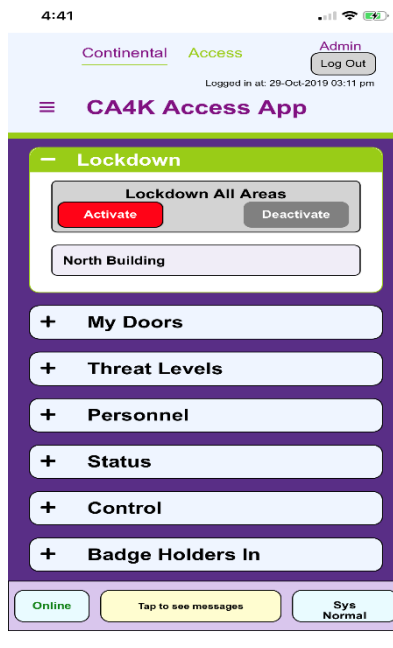 4:41
Continental Access
Admin
Log Out
Logged in at: 29-Oct-2019 03:11 pm
CA4K Access App
Lockdown
Lockdown All Areas
Activate Deactivate
North Building
+ My Doors
+ Threat Levels
+ Personnel
+ Status
+ Control
+ Badge Holders In
Online
Tap to see messages
Sys
Normal